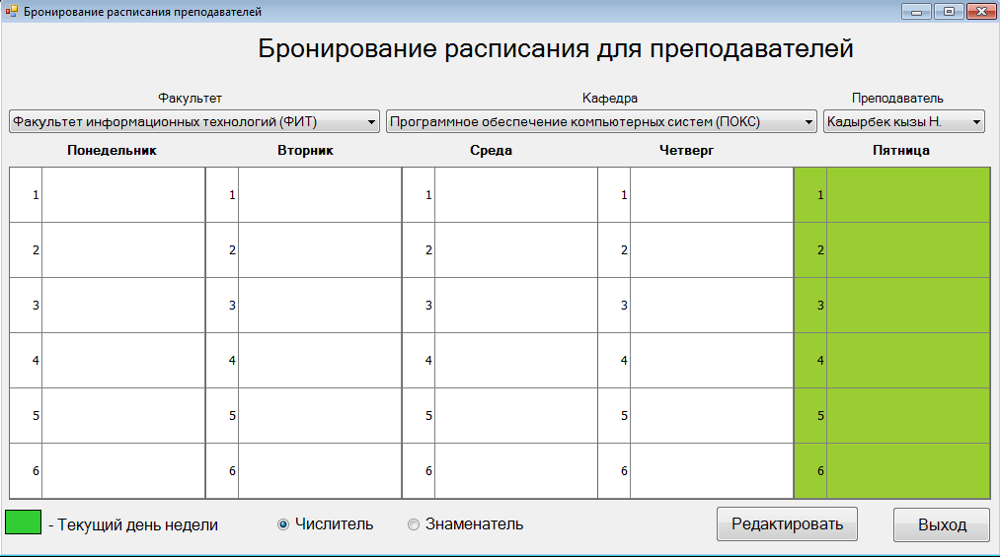 Бронирование расписания преподавателей
Бронирование расписания для преподавателей
Факультет Кафедра Преподаватель
Факультет информационных технологий (ФИТ) Программное обеспечение компьютерных систем (ПОКС) Кадырбек кызы Н.
Понедельник Вторник Среда Четверг Пятница
1 1 1 1 1
2 2 2 2 2
3 3 3 3 3
4 4 4 4 4
5 5 5 5 5
6 6 6 6 6
- Текущий день недели Числитель Знаменатель Редактировать Выход